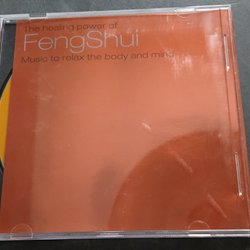 The healing power of
FengShui
Music to relax the body and mind